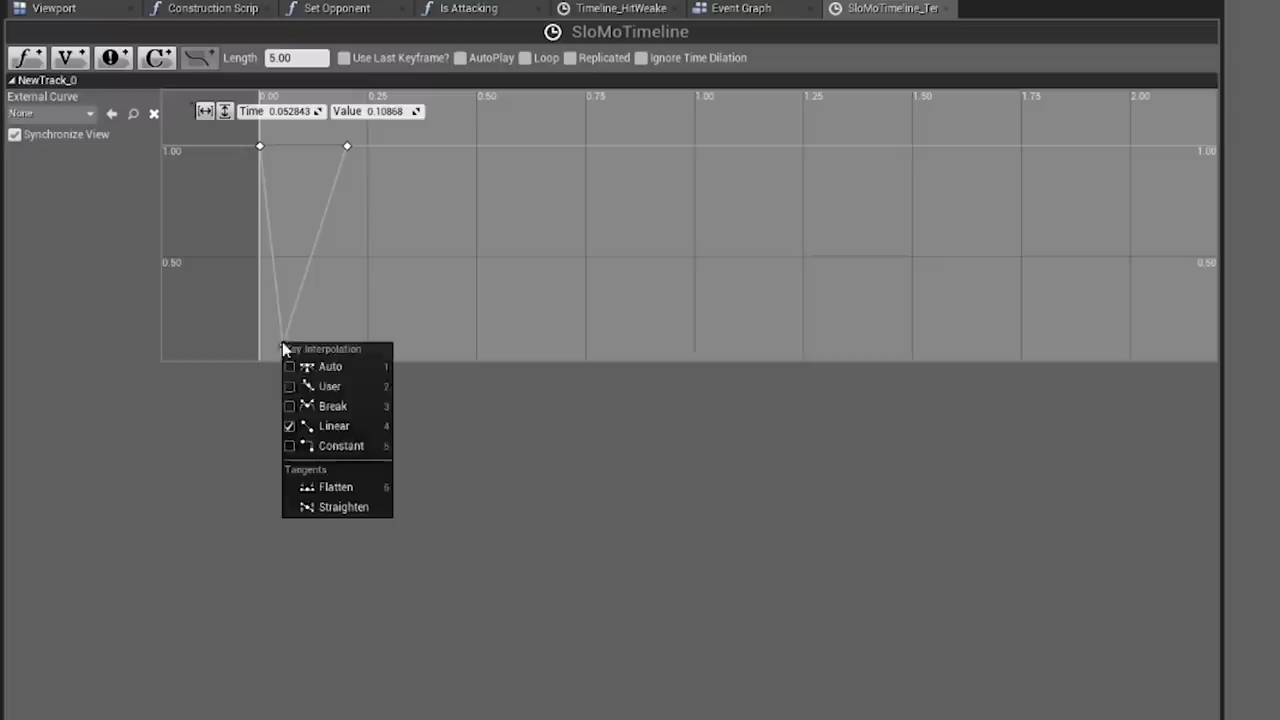 Viewport Construction Scrip Set Opponent Is Attacking Timeline_HitWeake Event Graph SloMoTimeline_Ter
SloMoTimeline
Length 5.00 Use Last Keyframe? AutoPlay Loop Replicated Ignore Time Dilation
NewTrack_0
External Curve
None
Synchronize View
0.00 0.25 0.50 0.75 1.00 1.25 1.50 1.75 2.00
Time 0.052843 Value 0.10868
1.00 1.00
0.50 0.50
Key Interpolation
Auto 1
User 2
Break 3
Linear 4
Constant 5
Tangents
Flatten 6
Straighten